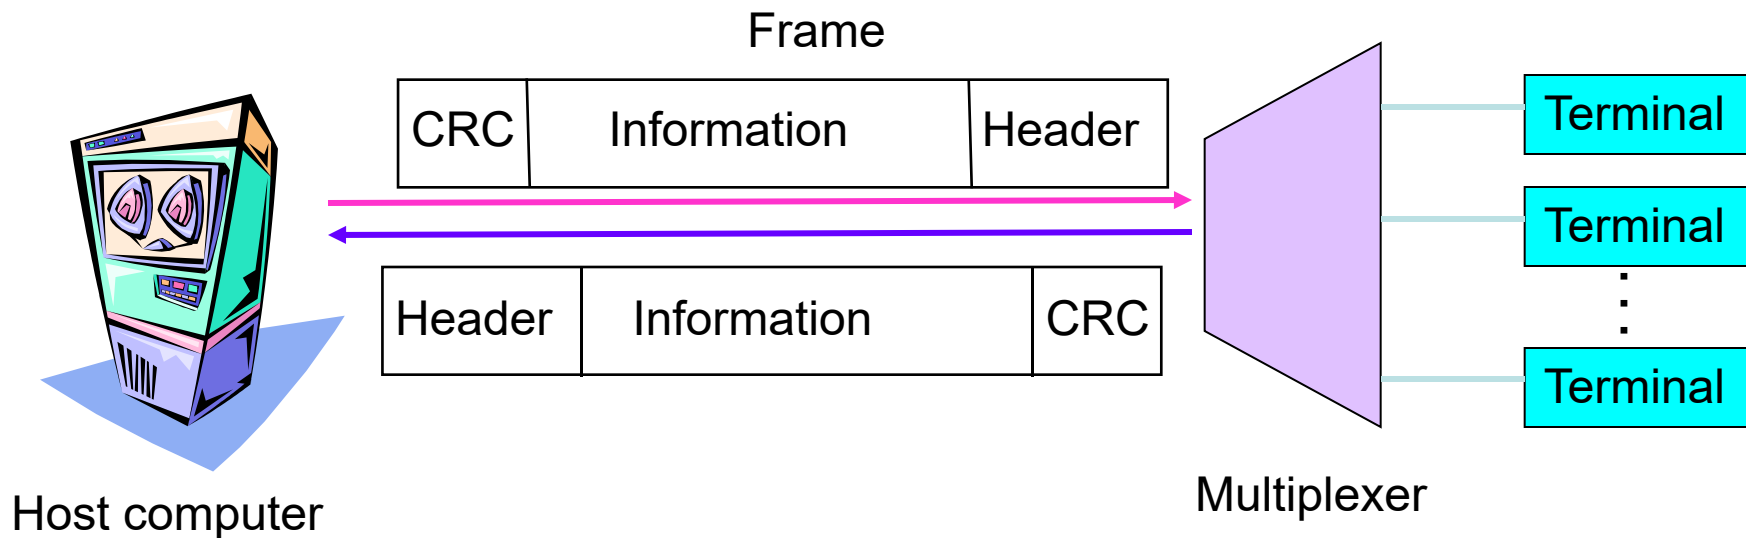 Frame
CRC Information Header
Header Information CRC
Terminal
Terminal
Terminal
Host computer
Multiplexer